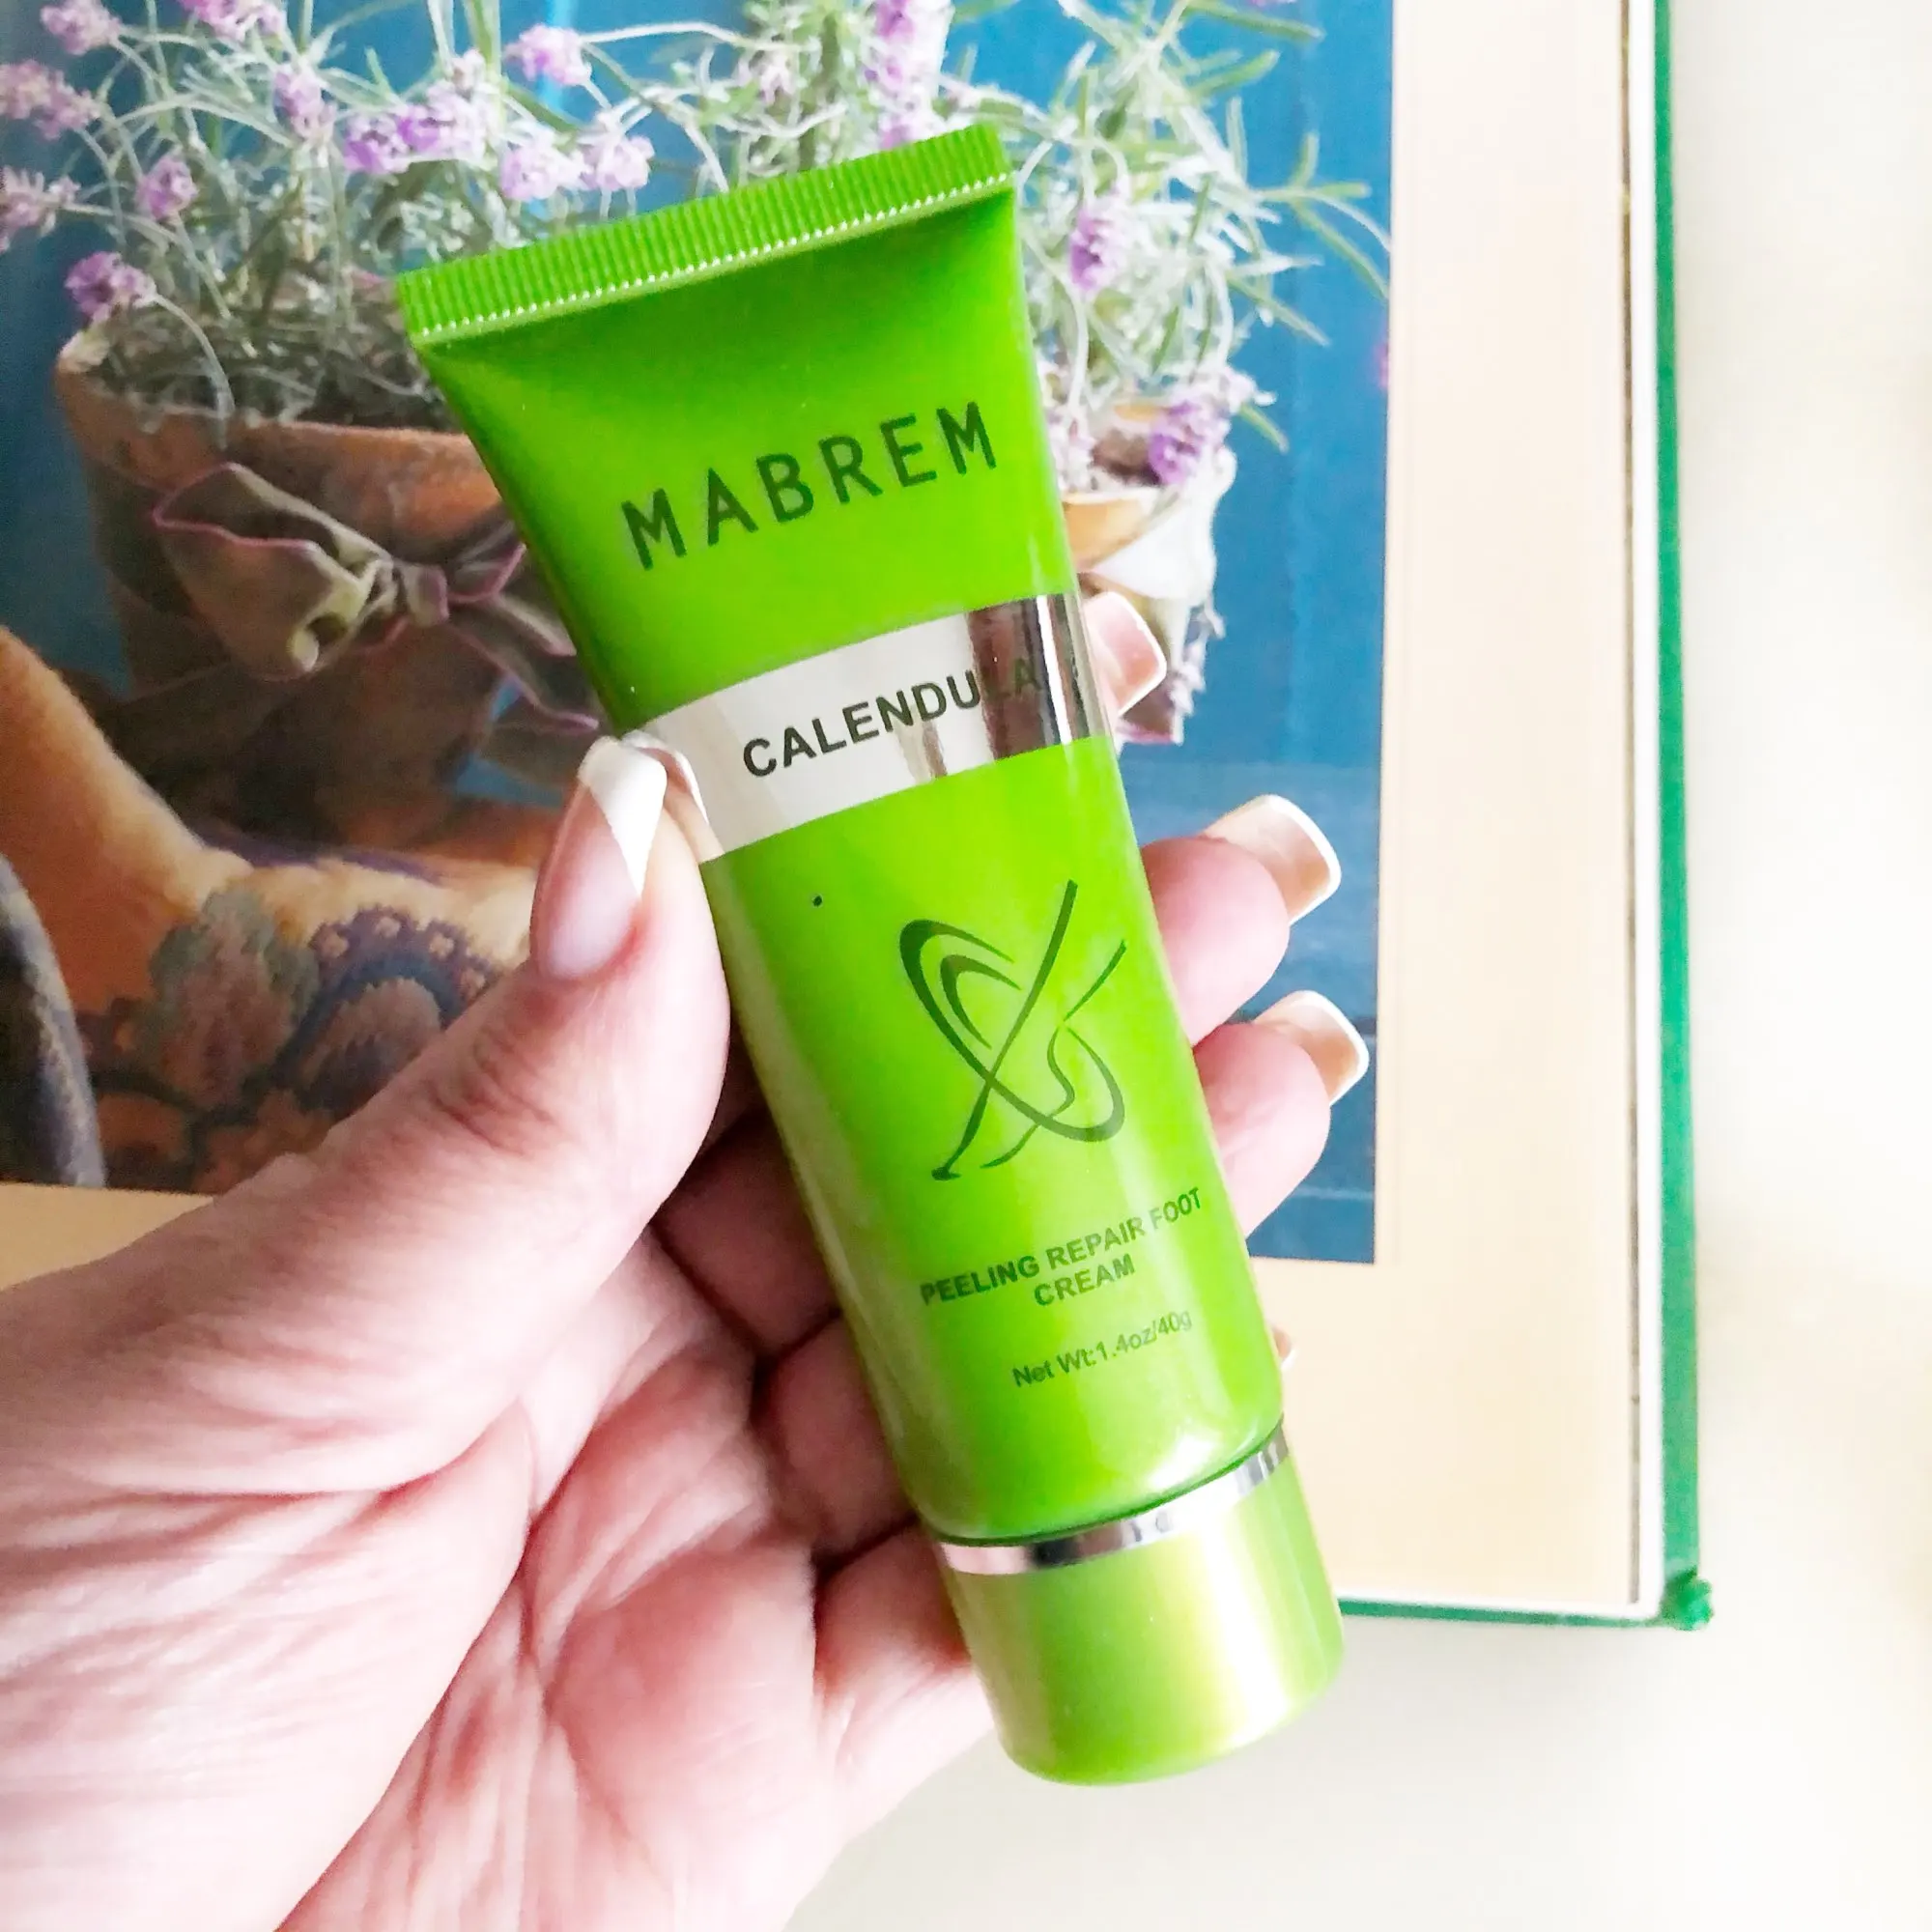 MABREM
CALENDULA
PEELING REPAIR FOOT
CREAM
Net Wt:1.4oz/40g